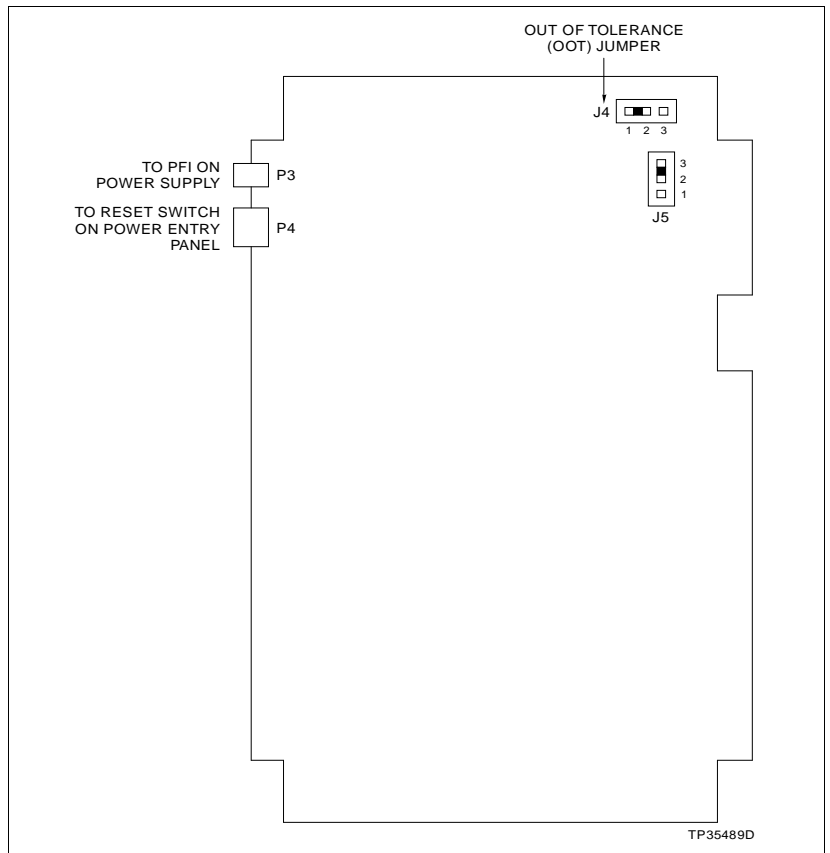 OUT OF TOLERANCE
(OOT) JUMPER
J4
1 2 3
TO PFI ON
POWER SUPPLY
P3
3
2
1
J5
TO RESET SWITCH
ON POWER ENTRY
PANEL
P4
TP35489D